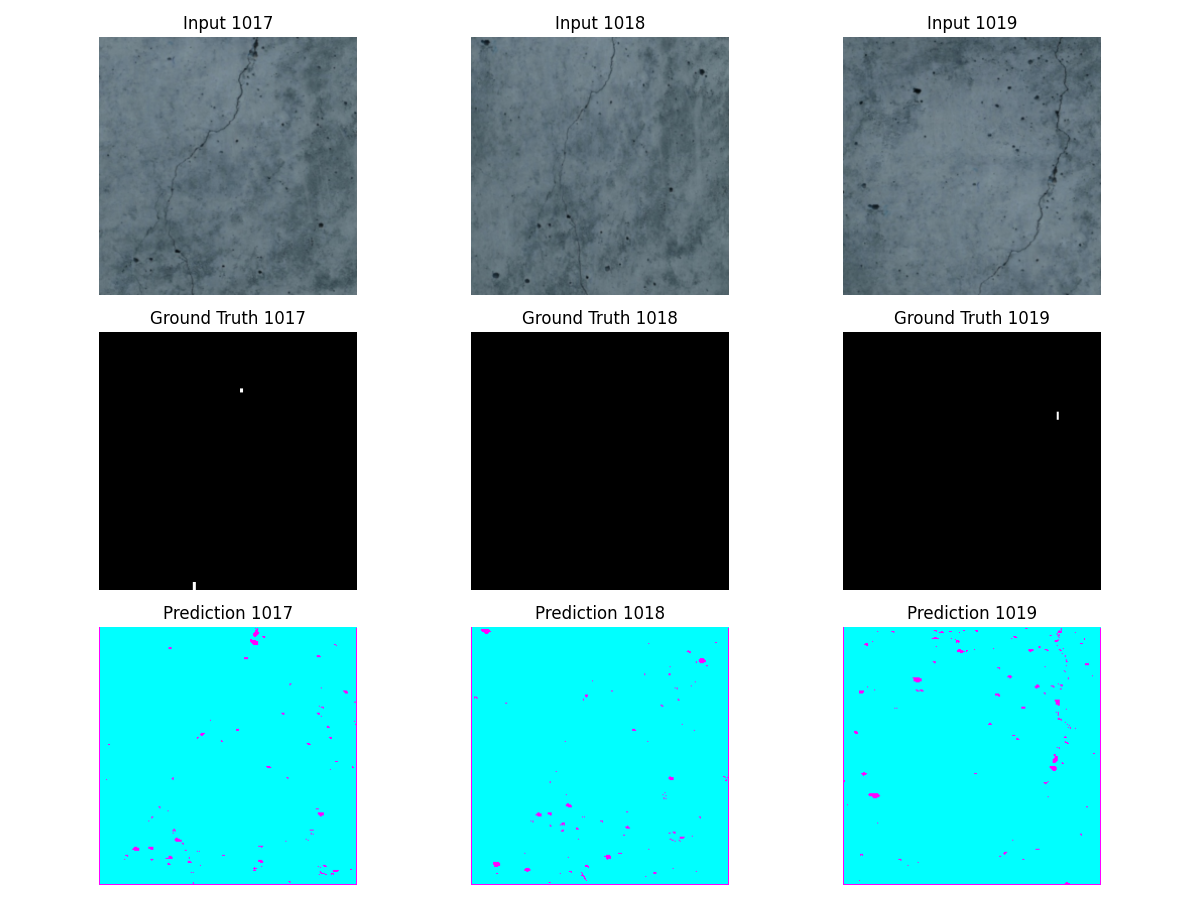 Input 1017
Input 1018
Input 1019
Ground Truth 1017
Ground Truth 1018
Ground Truth 1019
Prediction 1017
Prediction 1018
Prediction 1019